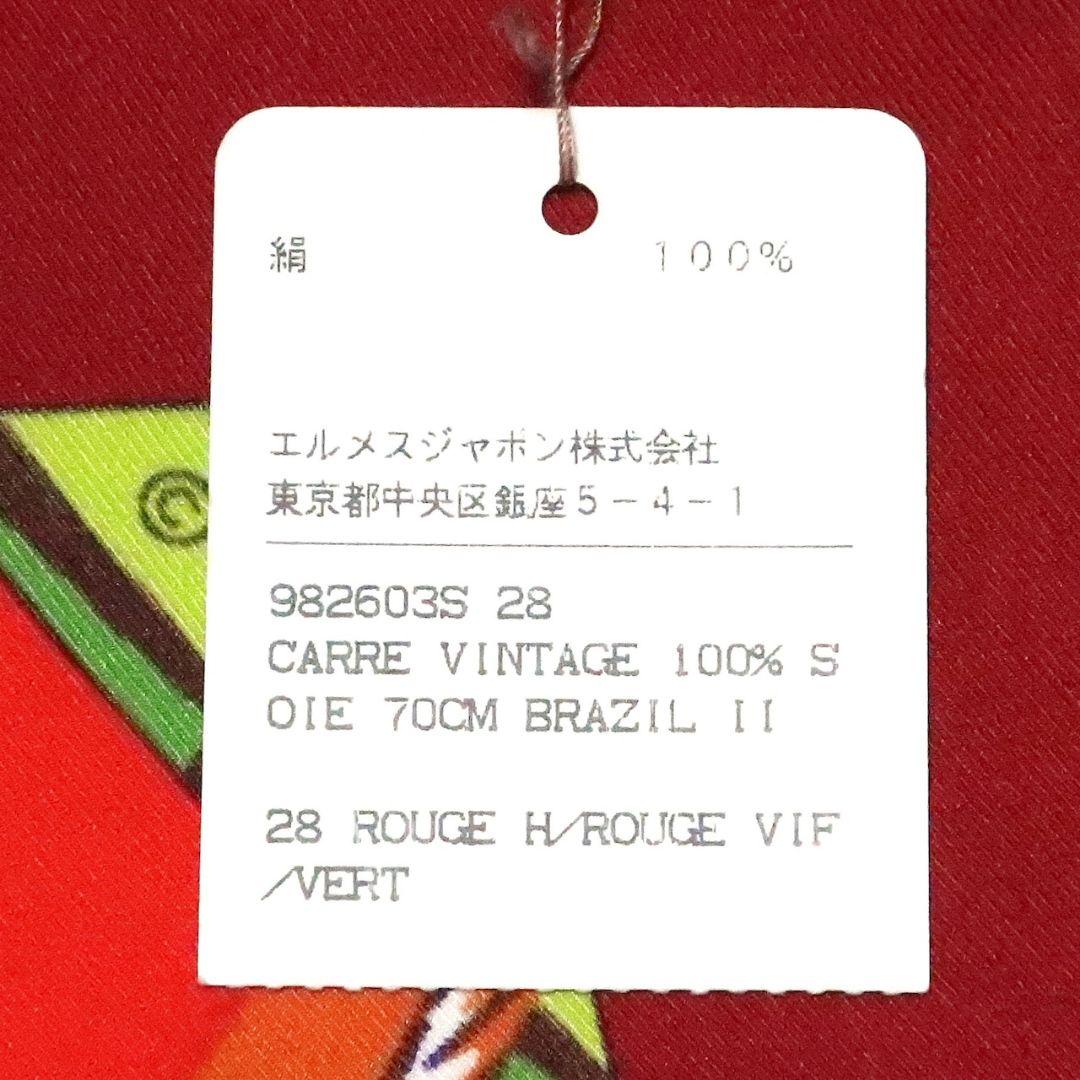 絹 100%
エルメスジャポン株式会社
東京都中央区銀座5-4-1
982603S 28
CARRE VINTAGE 100% S
OIE 70CM BRAZIL II
28 ROUGE H/ROUGE VIF
/VERT